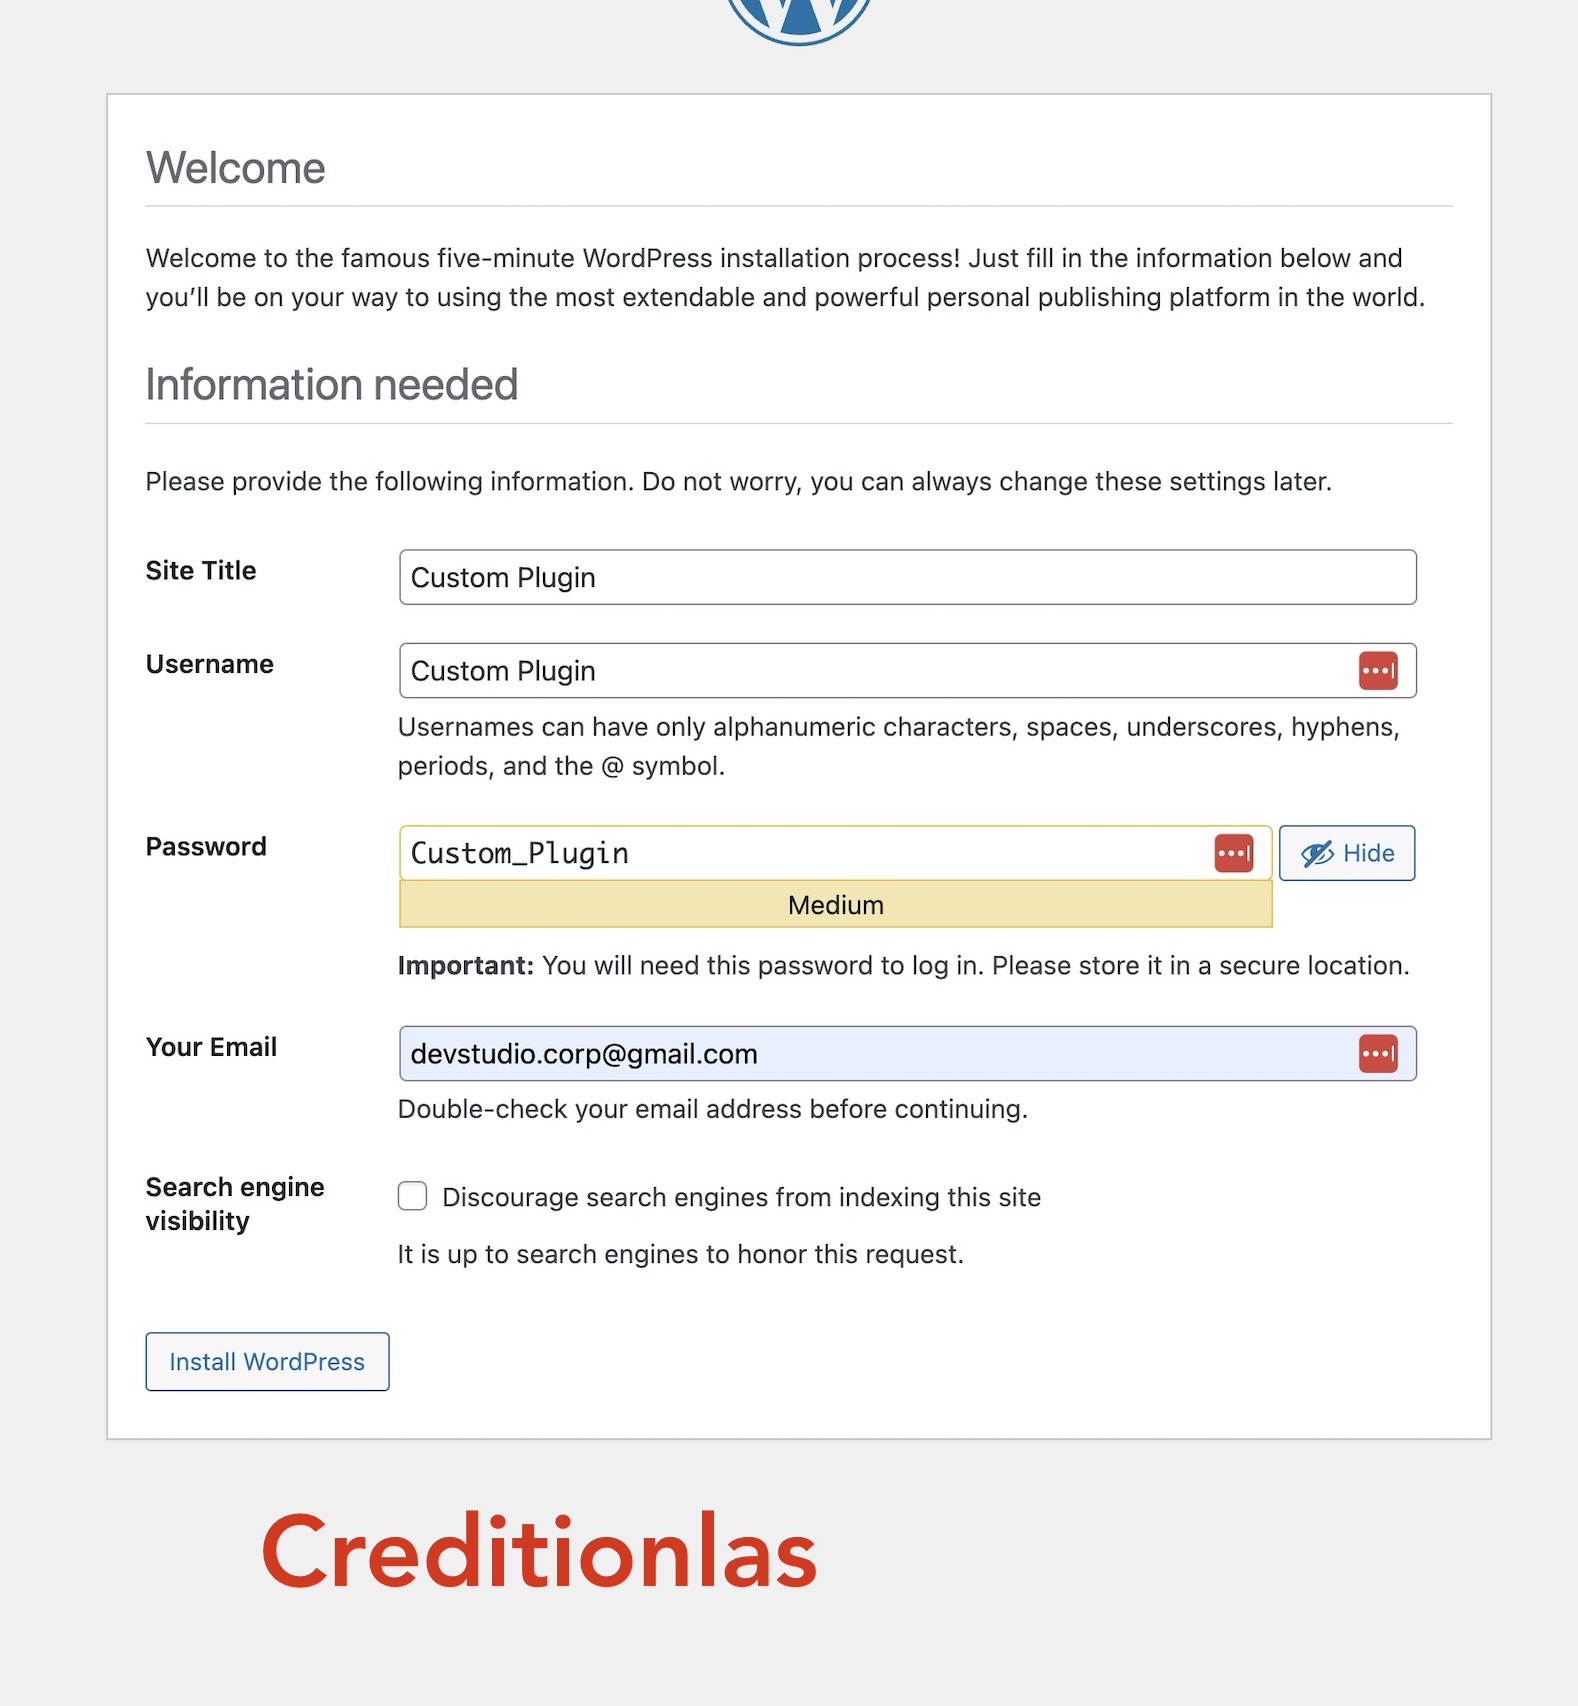 Welcome
Welcome to the famous five-minute WordPress installation process! Just fill in the information below and
you’ll be on your way to using the most extendable and powerful personal publishing platform in the world.
Information needed
Please provide the following information. Do not worry, you can always change these settings later.
Site Title
Custom Plugin
Username
Custom Plugin
Usernames can have only alphanumeric characters, spaces, underscores, hyphens,
periods, and the @ symbol.
Password
Custom_Plugin
Hide
Medium
Important: You will need this password to log in. Please store it in a secure location.
Your Email
devstudio.corp@gmail.com
Double-check your email address before continuing.
Search engine
visibility
Discourage search engines from indexing this site
It is up to search engines to honor this request.
Install WordPress
Creditionlas